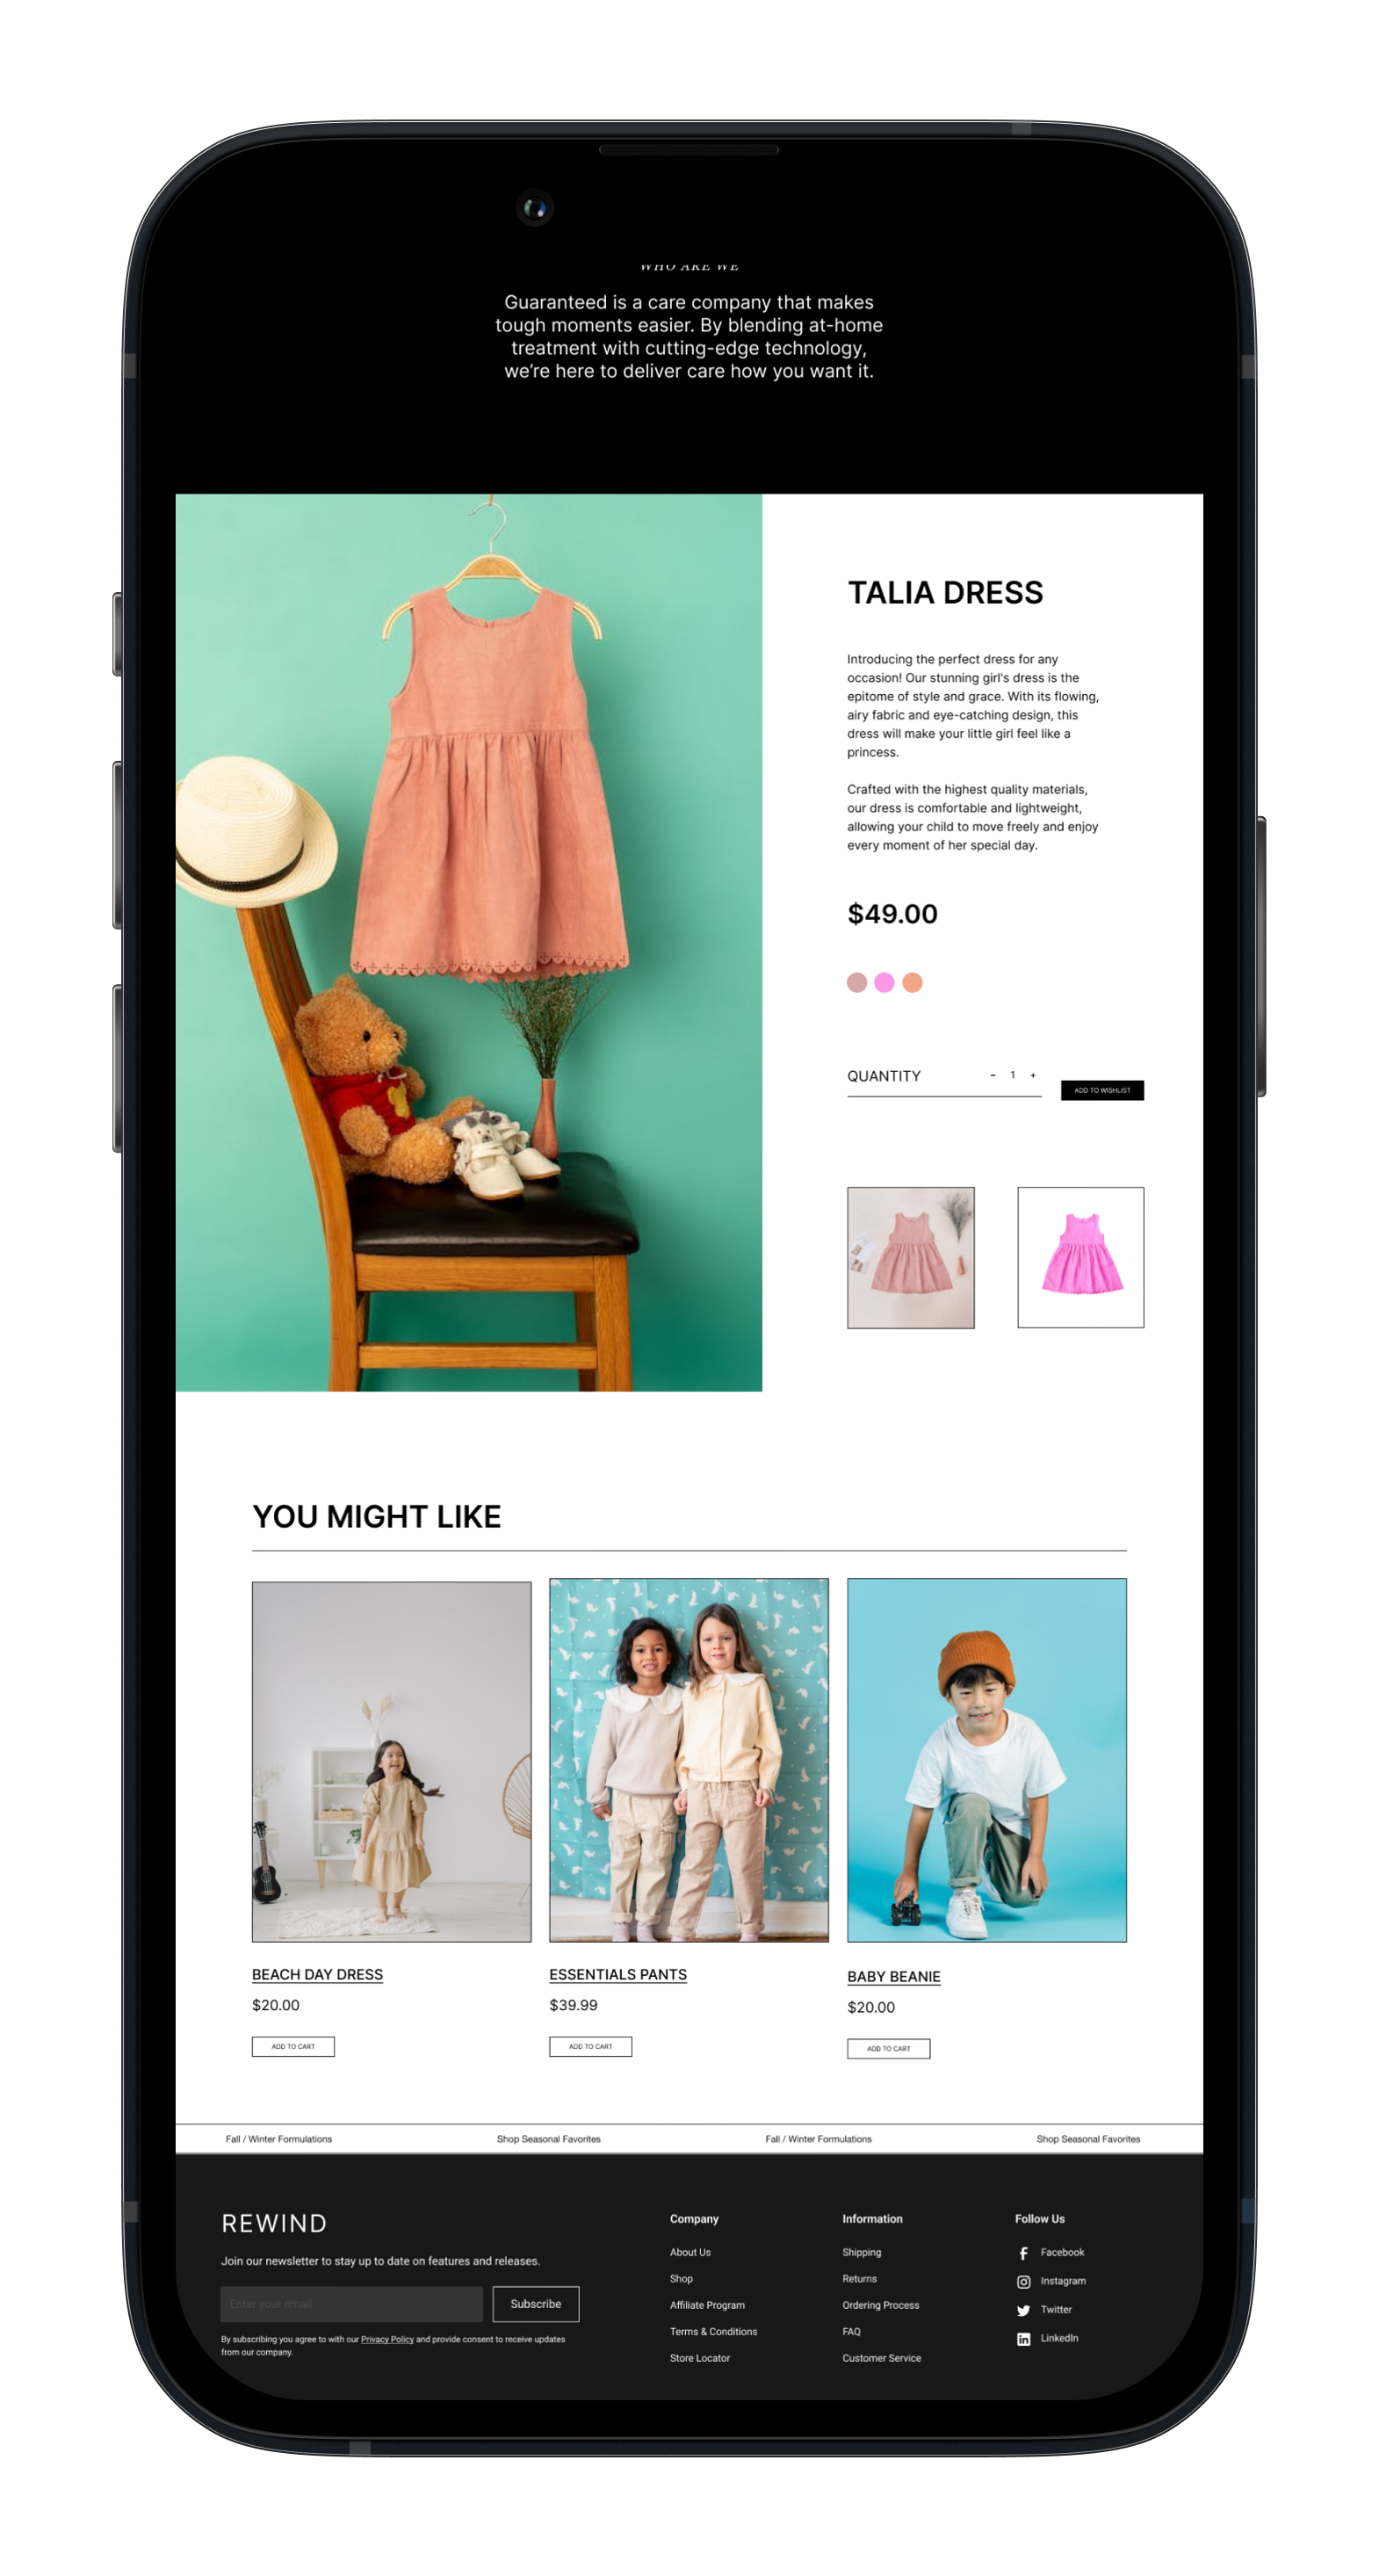 WHO ARE WE
Guaranteed is a care company that makes
tough moments easier. By blending at-home
treatment with cutting-edge technology,
we're here to deliver care how you want it.
TALIA DRESS
Introducing the perfect dress for any
occasion! Our stunning girl's dress is the
epitome of style and grace. With its flowing,
airy fabric and eye-catching design, this
dress will make your little girl feel like a
princess.
Crafted with the highest quality materials,
our dress is comfortable and lightweight,
allowing your child to move freely and enjoy
every moment of her special day.
$49.00
QUANTITY - 1 +
ADD TO WISHLIST
YOU MIGHT LIKE
BEACH DAY DRESS
$20.00
ADD TO CART
ESSENTIALS PANTS
$39.99
ADD TO CART
BABY BEANIE
$20.00
ADD TO CART
Fall / Winter Formulations Shop Seasonal Favorites Fall / Winter Formulations Shop Seasonal Favorites
REWIND
Join our newsletter to stay up to date on features and releases.
Enter your email
Subscribe
By subscribing you agree to with our Privacy Policy and provide consent to receive updates
from our company.
Company
About Us
Shop
Affiliate Program
Terms & Conditions
Store Locator
Information
Shipping
Returns
Ordering Process
FAQ
Customer Service
Follow Us
Facebook
Instagram
Twitter
LinkedIn